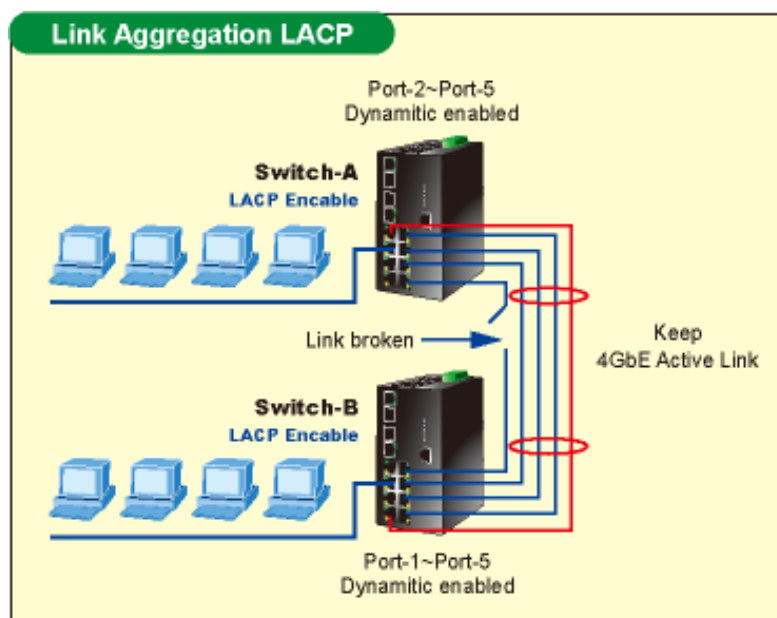 Link Aggregation LACP
Port-2~Port-5
Dynamitic enabled
Switch-A
LACP Encable
Link broken
Keep
4GbE Active Link
Switch-B
LACP Encable
Port-1~Port-5
Dynamitic enabled